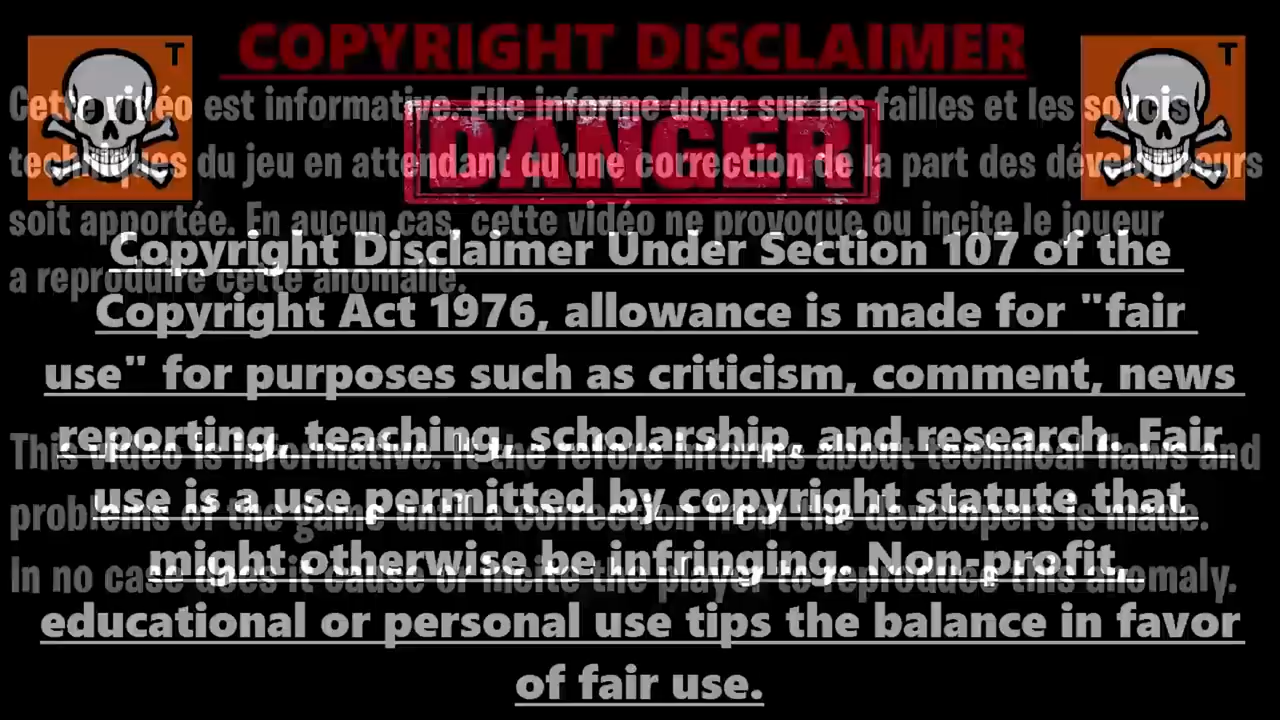 COPYRIGHT DISCLAIMER
T
T
Cette vidéo est informative. Elle informe donc sur les failles et les soucis
techniques du jeu en attendant qu'une correction de la part des développeurs
soit apportée. En aucun cas, cette vidéo ne provoque ou incite le joueur
a reproduire cette anomalie.
DANGER
Copyright Disclaimer Under Section 107 of the
Copyright Act 1976, allowance is made for "fair
use" for purposes such as criticism, comment, news
reporting, teaching, scholarship, and research. Fair
use is a use permitted by copyright statute that
might otherwise be infringing. Non-profit,
educational or personal use tips the balance in favor
of fair use.
This video is informative. It the refore informs about technical flaws and
problems of the game until a correction from the developers is made.
In no case does it cause or incite the player to reproduce this anomaly.